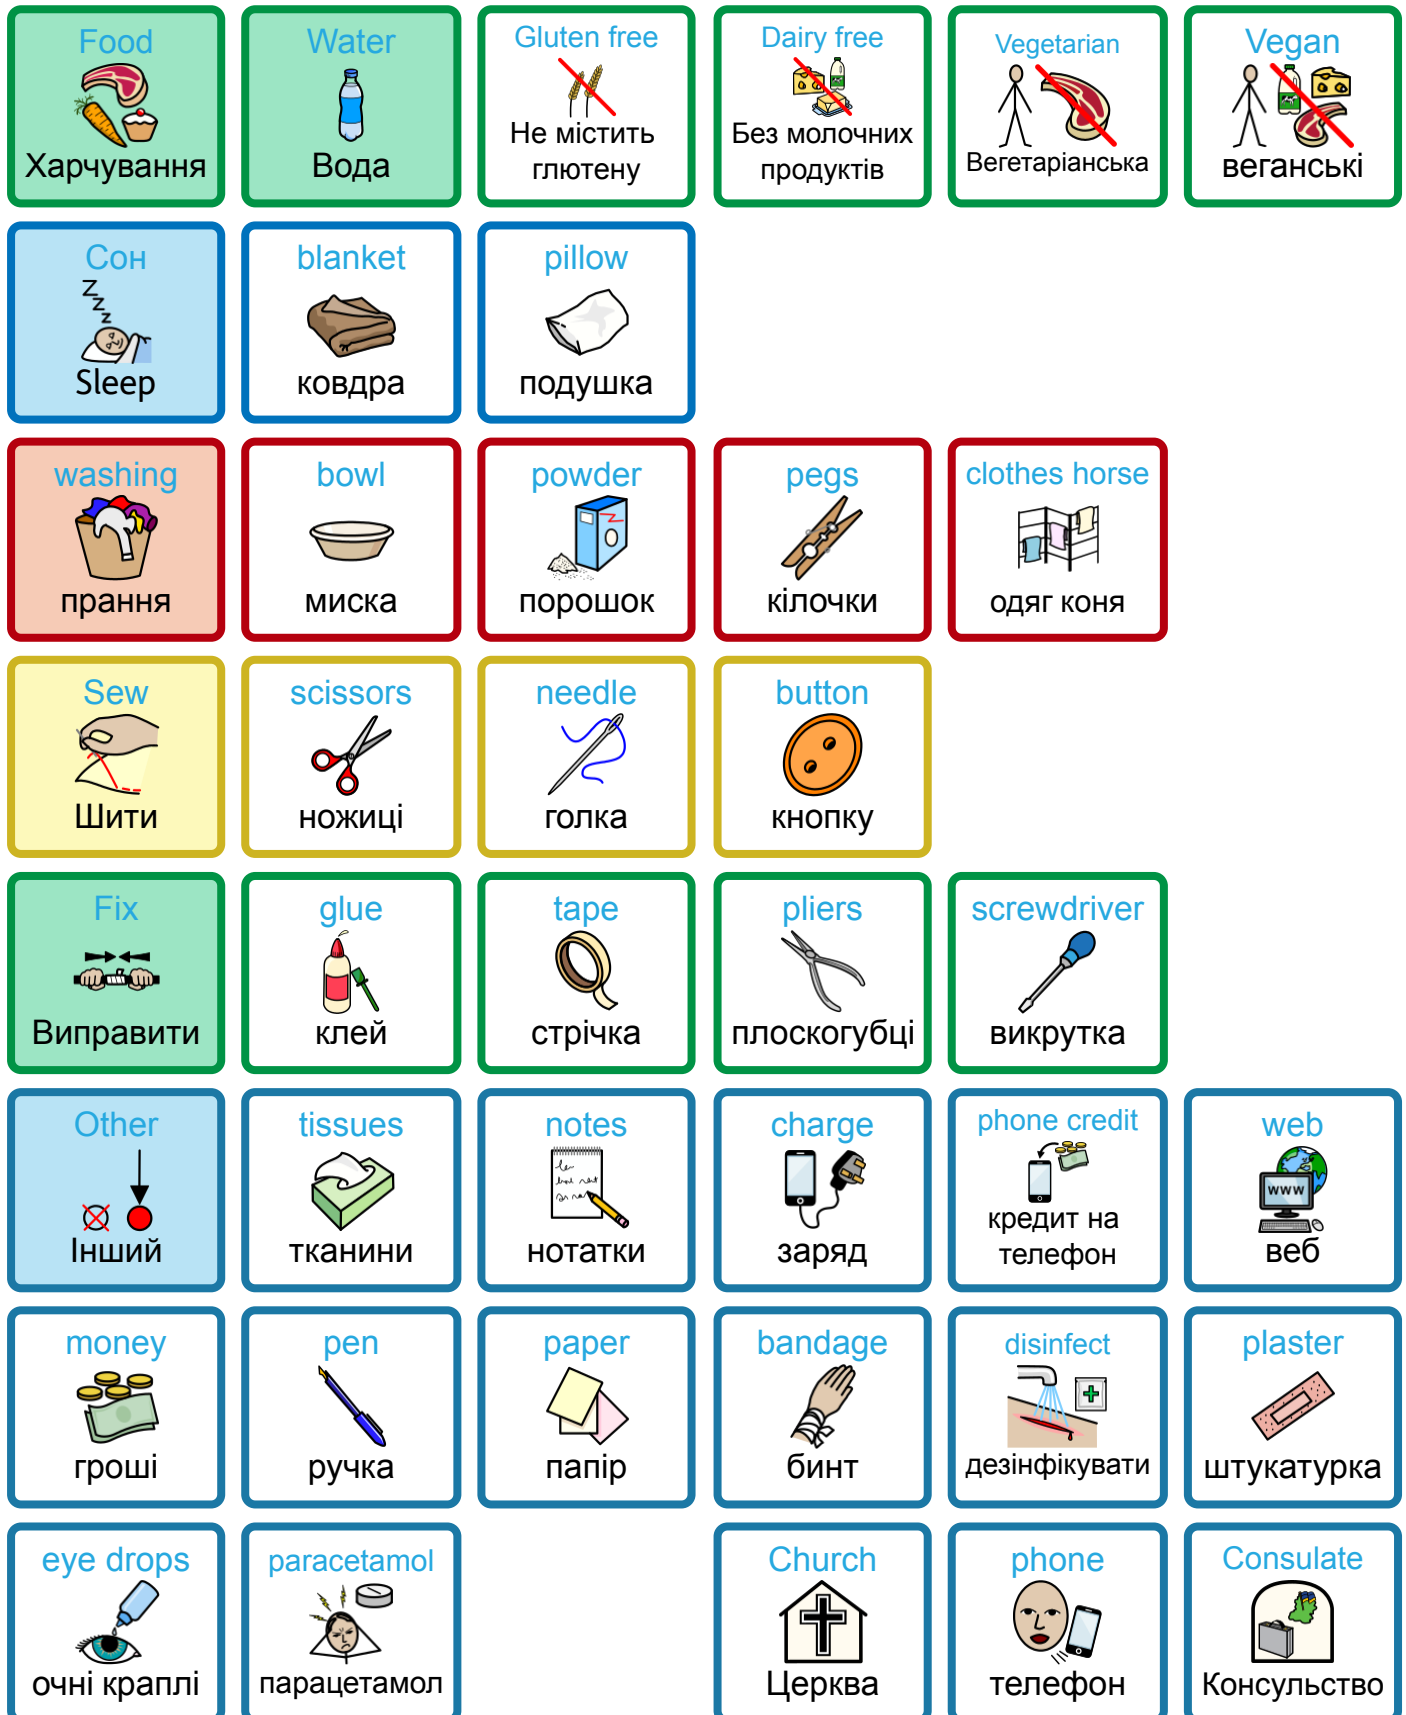 Food
Харчування
Water
Вода
Gluten free
Не містить
глютену
Dairy free
Без молочних
продуктів
Vegetarian
Вегетаріанська
Vegan
веганські
Сон
Z
Z
Z
Z
Sleep
blanket
ковдра
pillow
подушка
washing
прання
bowl
миска
powder
порошок
pegs
кілочки
clothes horse
одяг коня
Sew
Шити
scissors
ножиці
needle
голка
button
кнопку
Fix
Виправити
glue
клей
tape
стрічка
pliers
плоскогубці
screwdriver
викрутка
Other
Інший
tissues
тканини
notes
нотатки
charge
заряд
phone credit
кредит на
телефон
web
www
веб
money
гроші
pen
ручка
paper
папір
bandage
бинт
disinfect
дезінфікувати
plaster
штукатурка
eye drops
очні краплі
paracetamol
парацетамол
Church
Церква
phone
телефон
Consulate
Консульство